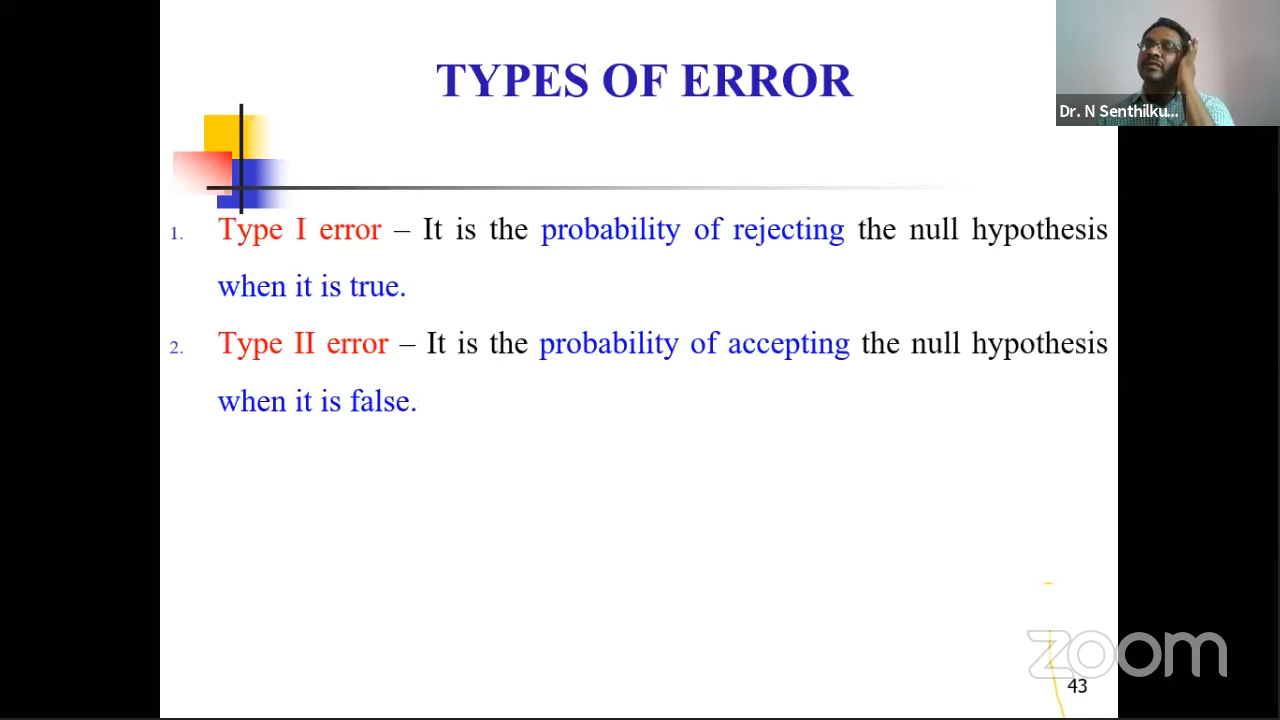 TYPES OF ERROR
Dr. N Senthilku...
1. Type I error – It is the probability of rejecting the null hypothesis
when it is true.
2. Type II error – It is the probability of accepting the null hypothesis
when it is false.
zoom
43